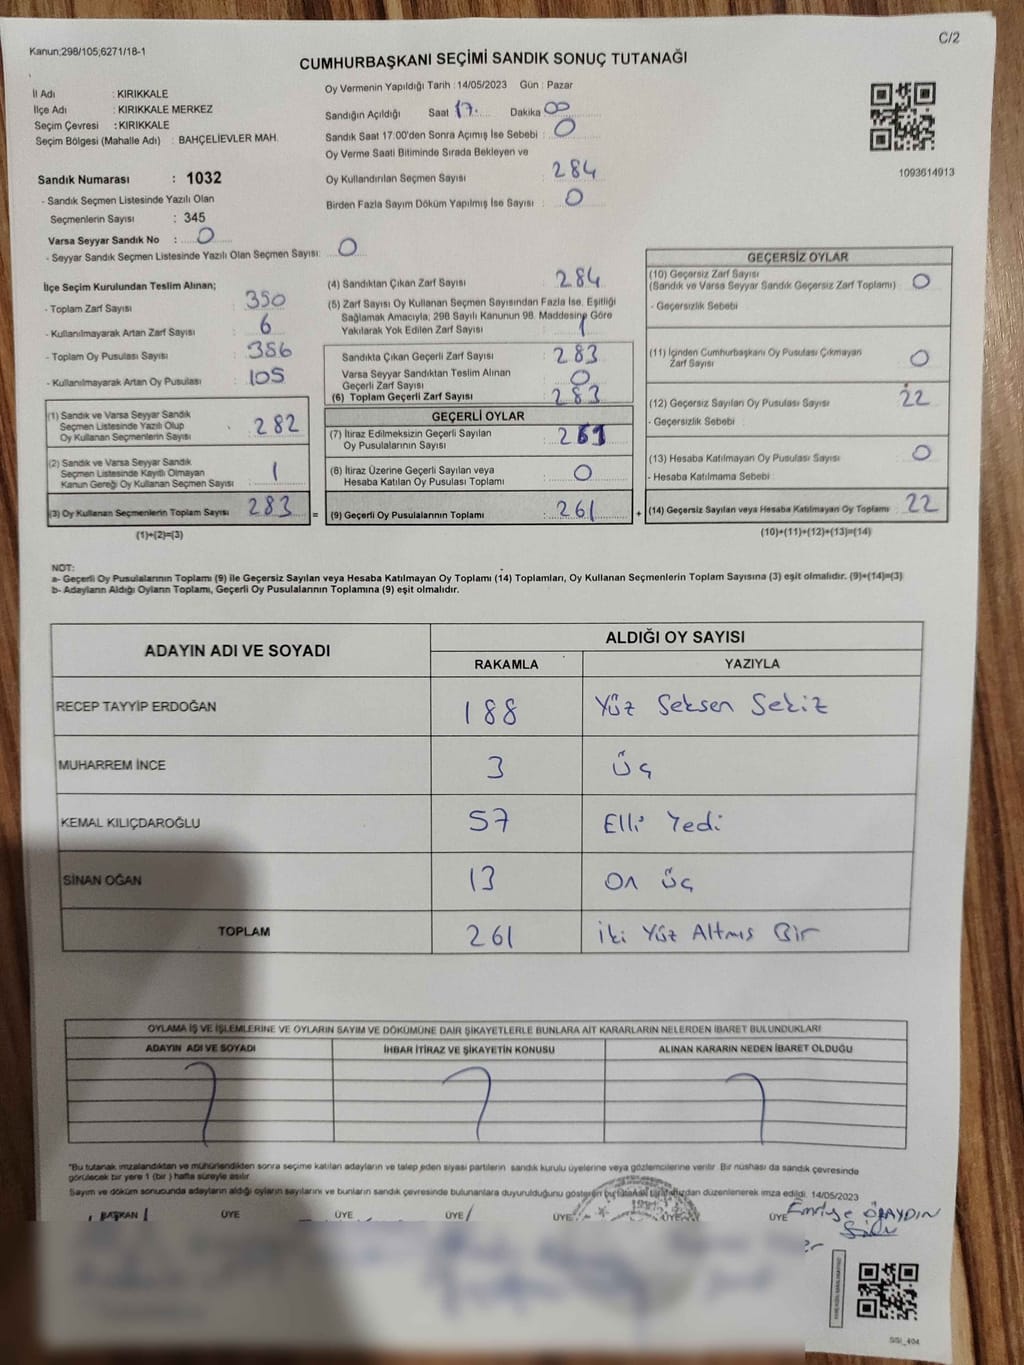 Kanun;298/105,6271/18-1
C/2
CUMHURBAŞKANI SEÇİMİ SANDIK SONUÇ TUTANAĞI
İl Adı : KIRIKKALE
İlçe Adı : KIRIKKALE MERKEZ
Seçim Çevresi : KIRIKKALE
Seçim Bölgesi (Mahalle Adı) : BAHÇELİEVLER MAH.
Sandık Numarası : 1032
- Sandık Seçmen Listesinde Yazılı Olan
Seçmenlerin Sayısı : 345
Varsa Seyyar Sandık No : 0
- Seyyar Sandık Seçmen Listesinde Yazılı Olan Seçmen Sayısı: 0
Oy Vermenin Yapıldığı Tarih : 14/05/2023 Gün : Pazar
Sandığın Açıldığı Saat 17. Dakika 00
Sandık Saat 17:00'den Sonra Açımış İse Sebebi : 0
Oy Verme Saati Bitiminde Sırada Bekleyen ve
Oy Kullandırılan Seçmen Sayısı : 284
Birden Fazla Sayım Döküm Yapılmış İse Sayısı : 0
1093614913
İlçe Seçim Kurulundan Teslim Alınan;
- Toplam Zarf Sayısı : 350
- Kullanılmayarak Artan Zarf Sayısı : 6
- Toplam Oy Pusulası Sayısı : 386
- Kullanılmayarak Artan Oy Pusulası : 105
(1) Sandık ve Varsa Seyyar Sandık
Seçmen Listesinde Yazılı Olup
Oy Kullanan Seçmenlerin Sayısı : 282
(2) Sandık ve Varsa Seyyar Sandık
Seçmen Listesinde Kayıtlı Olmayan
Kanun Gereği Oy Kullanan Seçmen Sayısı : 1
(3) Oy Kullanan Seçmenlerin Toplam Sayısı : 283 =
(1)+(2)=(3)
(4) Sandıktan Çıkan Zarf Sayısı : 284
(5) Zarf Sayısı Oy Kullanan Seçmen Sayısından Fazla İse, Eşitliği
Sağlamak Amacıyla; 298 Sayılı Kanunun 98. Maddesine Göre
Yakılarak Yok Edilen Zarf Sayısı : 1
Sandıkta Çıkan Geçerli Zarf Sayısı : 283
Varsa Seyyar Sandıktan Teslim Alınan
Geçerli Zarf Sayısı : 0
(6) Toplam Geçerli Zarf Sayısı : 283
GEÇERLİ OYLAR
(7) İtiraz Edilmeksizin Geçerli Sayılan
Oy Pusulalarının Sayısı : 261
(8) İtiraz Üzerine Geçerli Sayılan veya
Hesaba Katılan Oy Pusulası Toplamı : 0
(9) Geçerli Oy Pusulalarının Toplamı : 261 +
GEÇERSİZ OYLAR
(10) Geçersiz Zarf Sayısı
(Sandık ve Varsa Seyyar Sandık Geçersiz Zarf Toplamı) : 0
- Geçersizlik Sebebi :
(11) İçinden Cumhurbaşkanı Oy Pusulası Çıkmayan
Zarf Sayısı : 0
(12) Geçersiz Sayılan Oy Pusulası Sayısı : 22
- Geçersizlik Sebebi :
(13) Hesaba Katılmayan Oy Pusulası Sayısı : 0
- Hesaba Katılmama Sebebi :
(14) Geçersiz Sayılan veya Hesaba Katılmayan Oy Toplamı : 22
(10)+(11)+(12)+(13)=(14)
NOT:
a- Geçerli Oy Pusulalarının Toplamı (9) ile Geçersiz Sayılan veya Hesaba Katılmayan Oy Toplamı (14) Toplamları, Oy Kullanan Seçmenlerin Toplam Sayısına (3) eşit olmalıdır. (9)+(14)=(3)
b- Adayların Aldığı Oyların Toplamı, Geçerli Oy Pusulalarının Toplamına (9) eşit olmalıdır.
ADAYIN ADI VE SOYADI
ALDIĞI OY SAYISI
RAKAMLA YAZIYLA
RECEP TAYYİP ERDOĞAN 188 Yüz Seksen Sekiz
MUHARREM İNCE 3 Üç
KEMAL KILIÇDAROĞLU 57 Elli Yedi
SİNAN OĞAN 13 On Üç
TOPLAM 261 İki Yüz Altmış Bir
OYLAMA İŞ VE İŞLEMLERİNE VE OYLARIN SAYIM VE DÖKÜMÜNE DAİR ŞİKAYETLERLE BUNLARA AİT KARARLARIN NELERDEN İBARET BULUNDUKLARI
ADAYIN ADI VE SOYADI İHBAR İTİRAZ VE ŞİKAYETİN KONUSU ALINAN KARARIN NEDEN İBARET OLDUĞU
"Bu tutanak imzalandıktan ve mühürlendikten sonra seçime katılan adayların ve talep eden siyasi partilerin sandık kurulu üyelerine veya gözlemcilerine verilir. Bir nüshası da sandık çevresinde
görülecek bir yere 1 (bir) hafta süreyle asılır.
Sayım ve döküm sonucunda adayların aldığı oyların sayılarını ve bunların sandık çevresinde bulunanlara duyurulduğunu gösteren bu tutanak tarafımızdan düzenlenerek imza edildi. 14/05/2023
BAŞKAN ÜYE ÜYE ÜYE ÜYE ÜYE ÜYE Emriye